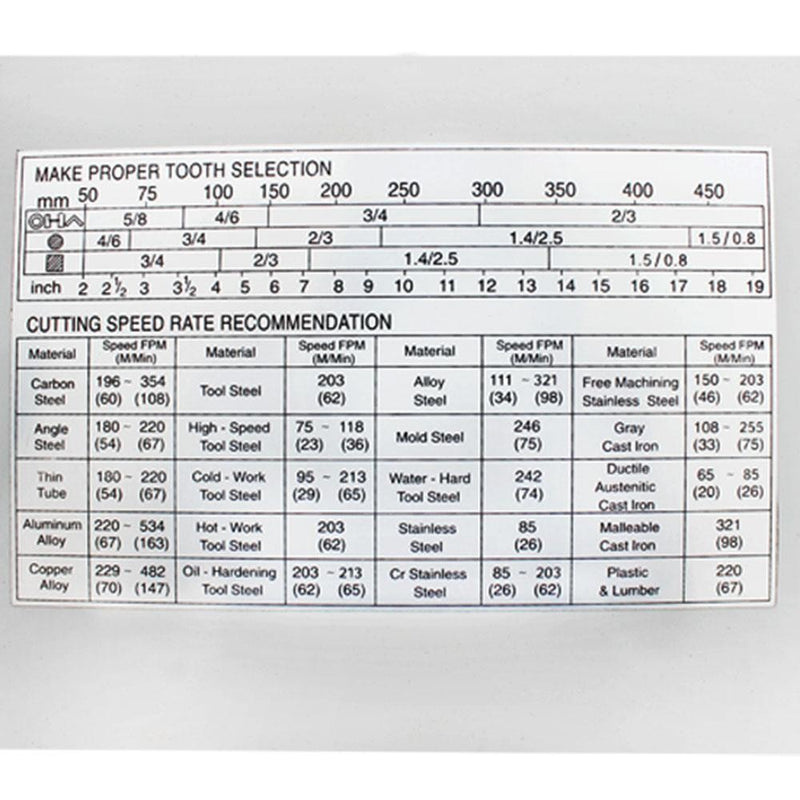 MAKE PROPER TOOTH SELECTION
mm 50 75 100 150 200 250 300 350 400 450
5/8 4/6 3/4 2/3
4/6 3/4 2/3 1.4/2.5 1.5/0.8
3/4 2/3 1.4/2.5 1.5/0.8
inch 2 2½ 3 3½ 4 5 6 7 8 9 10 11 12 13 14 15 16 17 18 19
CUTTING SPEED RATE RECOMMENDATION
Material Speed FPM (M/Min) Material Speed FPM (M/Min) Material Speed FPM (M/Min) Material Speed FPM (M/Min)
Carbon Steel 196 ~ 354 (60) (108) Tool Steel 203 (62) Alloy Steel 111 ~ 321 (34) (98) Free Machining Stainless Steel 150 ~ 203 (46) (62)
Angle Steel 180 ~ 220 (54) (67) High - Speed Tool Steel 75 ~ 118 (23) (36) Mold Steel 246 (75) Gray Cast Iron 108 ~ 255 (33) (75)
Thin Tube 180 ~ 220 (54) (67) Cold - Work Tool Steel 95 ~ 213 (29) (65) Water - Hard Tool Steel 242 (74) Ductile Austenitic Cast Iron 65 ~ 85 (20) (26)
Aluminum Alloy 220 ~ 534 (67) (163) Hot - Work Tool Steel 203 (62) Stainless Steel 85 (26) Malleable Cast Iron 321 (98)
Copper Alloy 229 ~ 482 (70) (147) Oil - Hardening Tool Steel 203 ~ 213 (62) (65) Cr Stainless Steel 85 ~ 203 (26) (62) Plastic & Lumber 220 (67)